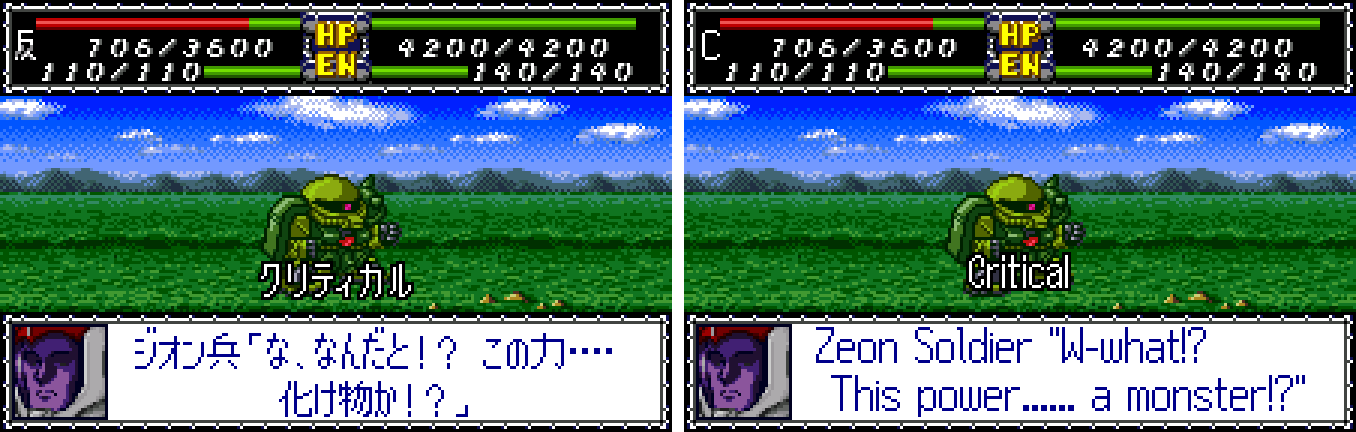 反 706/3600 HP 4200/4200
110/110 EN 140/140
クリティカル
ジオン兵「な、なんだと!? この力‥‥
化け物か!?」
C 706/3600 HP 4200/4200
110/110 EN 140/140
Critical
Zeon Soldier "W-what!?
This power...... a monster!?"